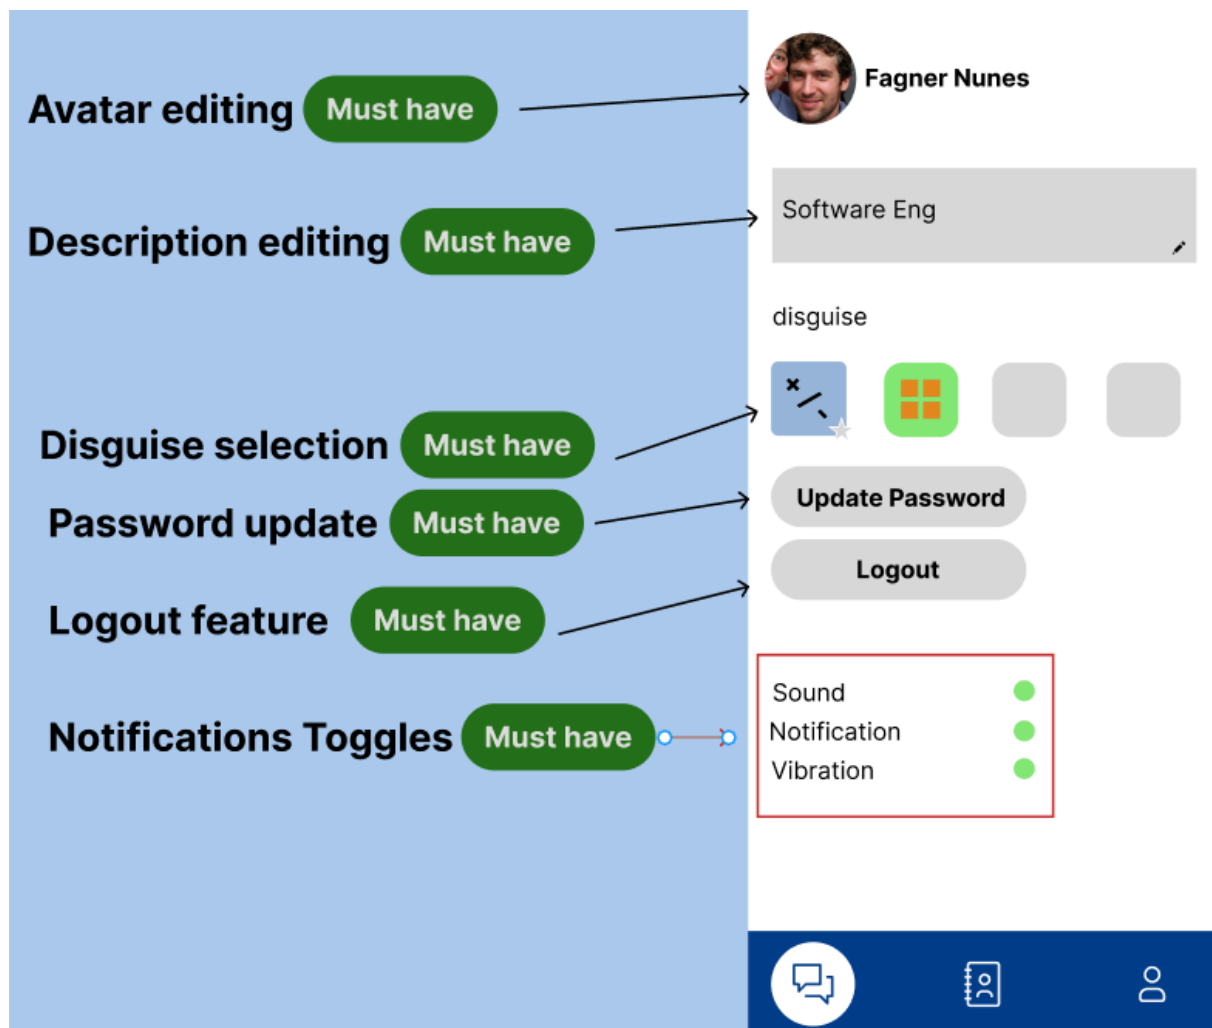 Avatar editing Must have
Description editing Must have
Disguise selection Must have
Password update Must have
Logout feature Must have
Notifications Toggles Must have
Fagner Nunes
Software Eng
disguise
Update Password
Logout
Sound
Notification
Vibration